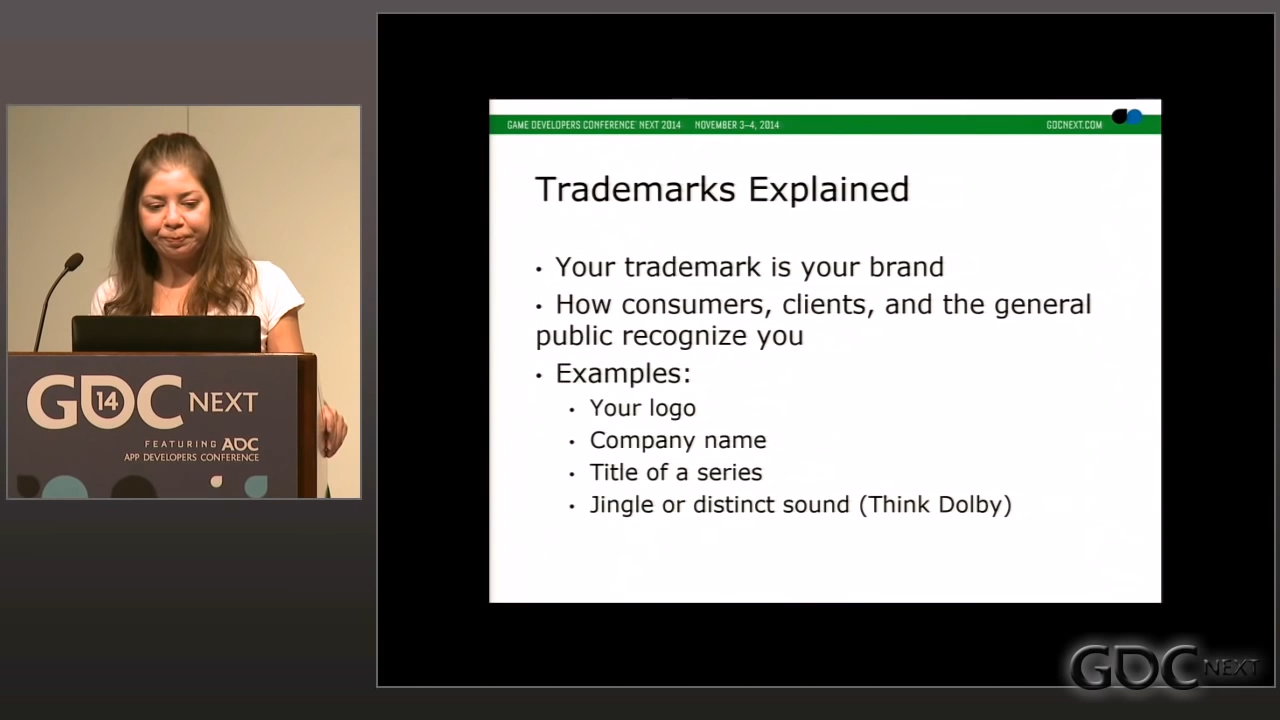 GAME DEVELOPERS CONFERENCE NEXT 2014 NOVEMBER 3–4, 2014 GDCNEXT.COM
Trademarks Explained
• Your trademark is your brand
• How consumers, clients, and the general
public recognize you
• Examples:
• Your logo
• Company name
• Title of a series
• Jingle or distinct sound (Think Dolby)
GDC 14 NEXT
FEATURING ADC
APP DEVELOPERS CONFERENCE
GDC NEXT